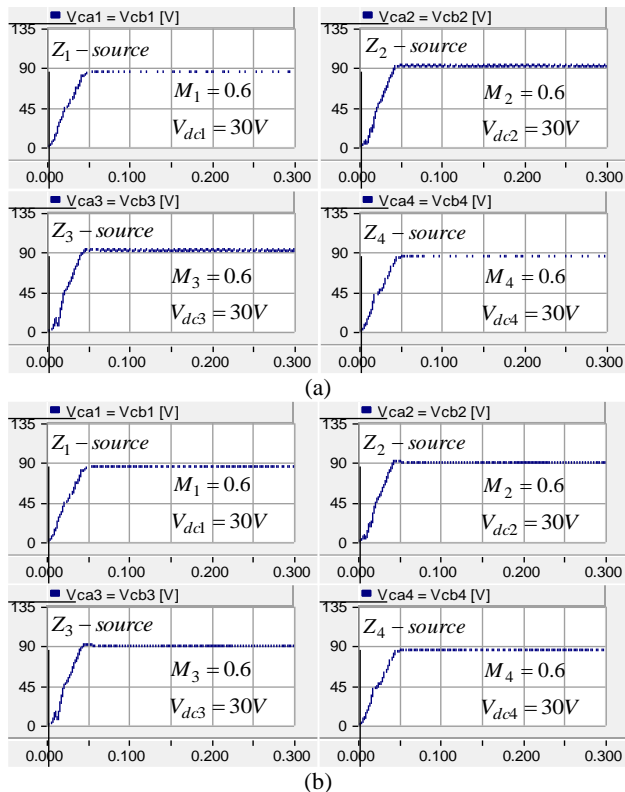 Vca1 = Vcb1 [V]
135
90
45
0
Z1 – source
M1 = 0.6
Vdc1 = 30V
0.000 0.100 0.200 0.300
Vca2 = Vcb2 [V]
135
90
45
0
Z2 – source
M2 = 0.6
Vdc2 = 30V
0.000 0.100 0.200 0.300
Vca3 = Vcb3 [V]
135
90
45
0
Z3 – source
M3 = 0.6
Vdc3 = 30V
0.000 0.100 0.200 0.300
Vca4 = Vcb4 [V]
135
90
45
0
Z4 – source
M4 = 0.6
Vdc4 = 30V
0.000 0.100 0.200 0.300
(a)
Vca1 = Vcb1 [V]
135
90
45
0
Z1 – source
M1 = 0.6
Vdc1 = 30V
0.000 0.100 0.200 0.300
Vca2 = Vcb2 [V]
135
90
45
0
Z2 – source
M2 = 0.6
Vdc2 = 30V
0.000 0.100 0.200 0.300
Vca3 = Vcb3 [V]
135
90
45
0
Z3 – source
M3 = 0.6
Vdc3 = 30V
0.000 0.100 0.200 0.300
Vca4 = Vcb4 [V]
135
90
45
0
Z4 – source
M4 = 0.6
Vdc4 = 30V
0.000 0.100 0.200 0.300
(b)